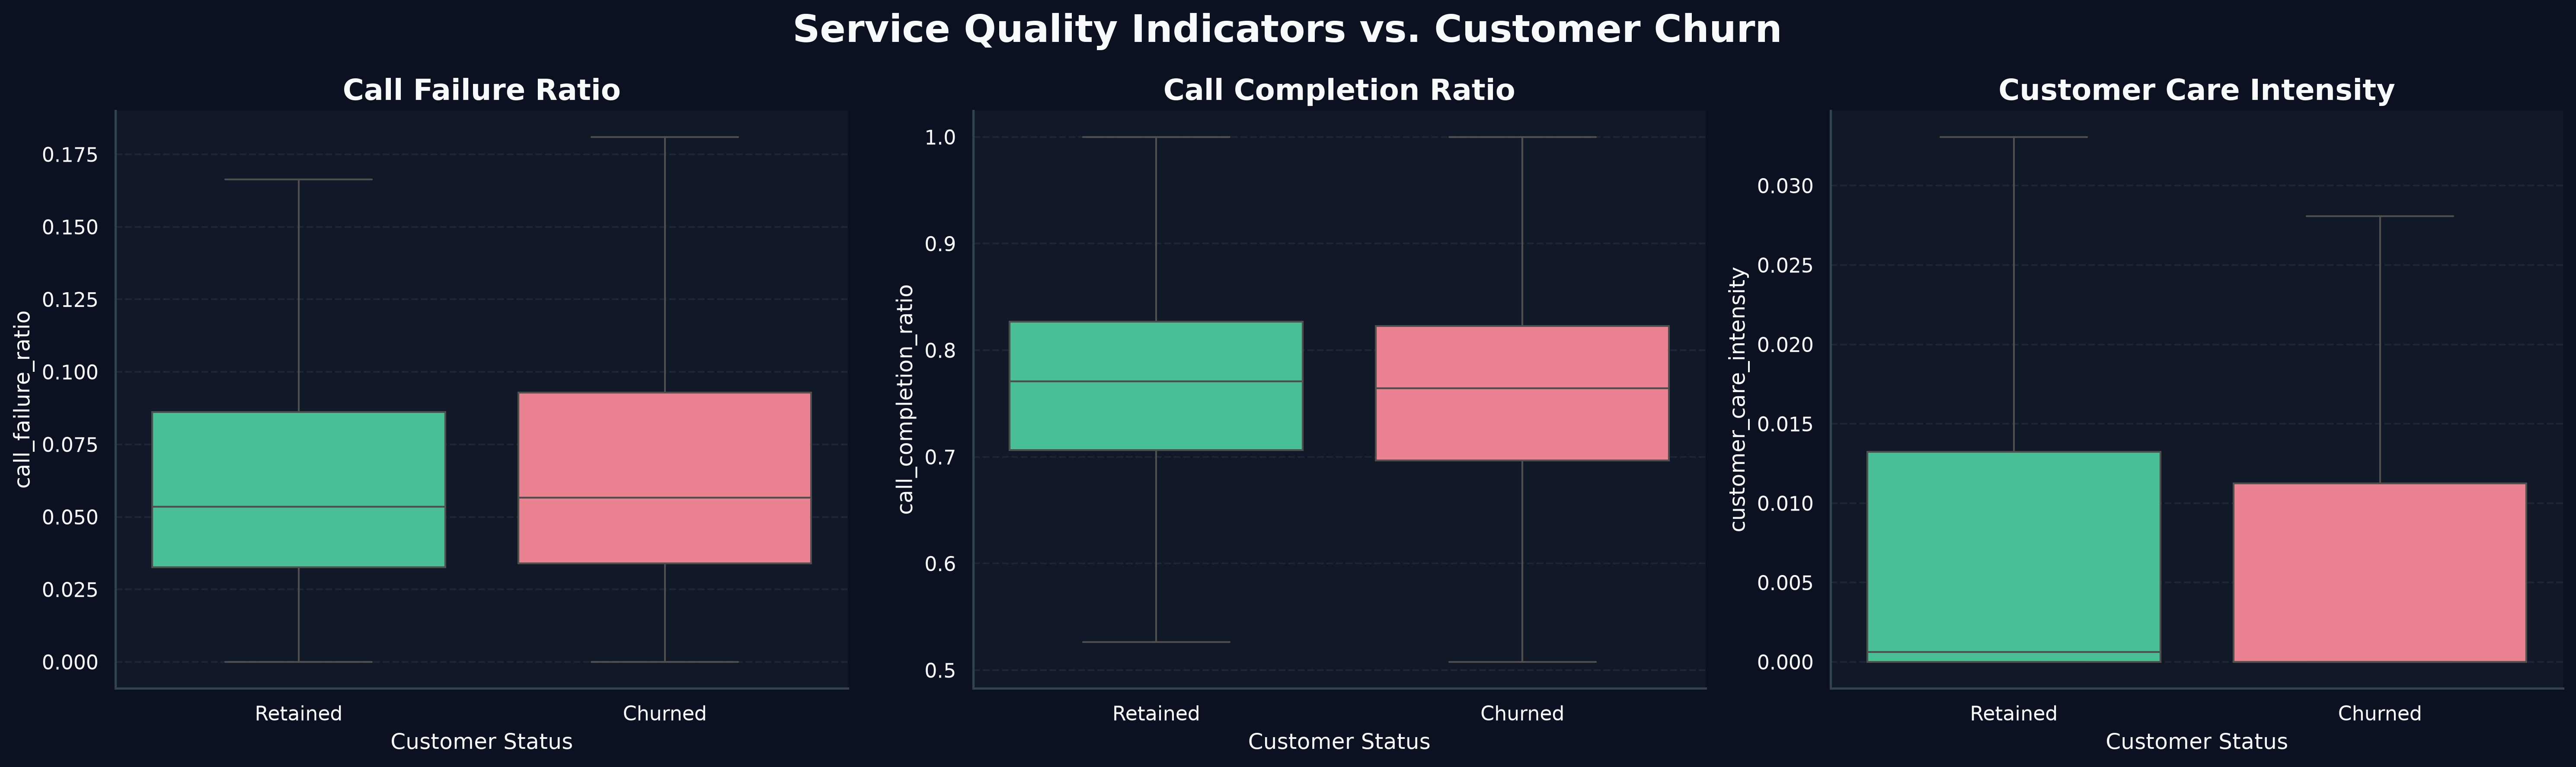 Service Quality Indicators vs. Customer Churn
Call Failure Ratio
call_failure_ratio
0.175
0.150
0.125
0.100
0.075
0.050
0.025
0.000
Retained
Churned
Customer Status
Call Completion Ratio
call_completion_ratio
1.0
0.9
0.8
0.7
0.6
0.5
Retained
Churned
Customer Status
Customer Care Intensity
customer_care_intensity
0.030
0.025
0.020
0.015
0.010
0.005
0.000
Retained
Churned
Customer Status